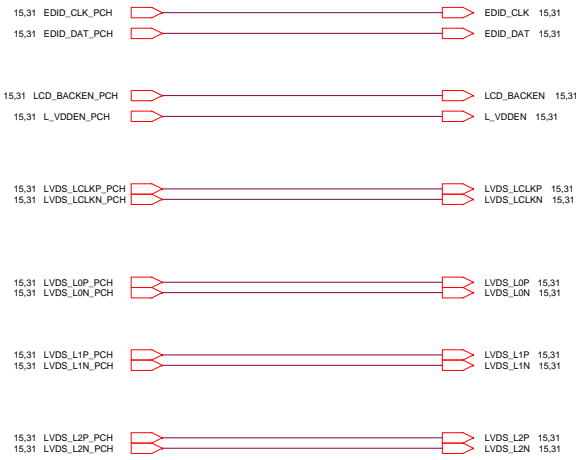 15,31 EDID_CLK_PCH EDID_CLK 15,31
15,31 EDID_DAT_PCH EDID_DAT 15,31
15,31 LCD_BACKEN_PCH LCD_BACKEN 15,31
15,31 L_VDDEN_PCH L_VDDEN 15,31
15,31 LVDS_LCLKP_PCH LVDS_LCLKP 15,31
15,31 LVDS_LCLKN_PCH LVDS_LCLKN 15,31
15,31 LVDS_L0P_PCH LVDS_L0P 15,31
15,31 LVDS_L0N_PCH LVDS_L0N 15,31
15,31 LVDS_L1P_PCH LVDS_L1P 15,31
15,31 LVDS_L1N_PCH LVDS_L1N 15,31
15,31 LVDS_L2P_PCH LVDS_L2P 15,31
15,31 LVDS_L2N_PCH LVDS_L2N 15,31